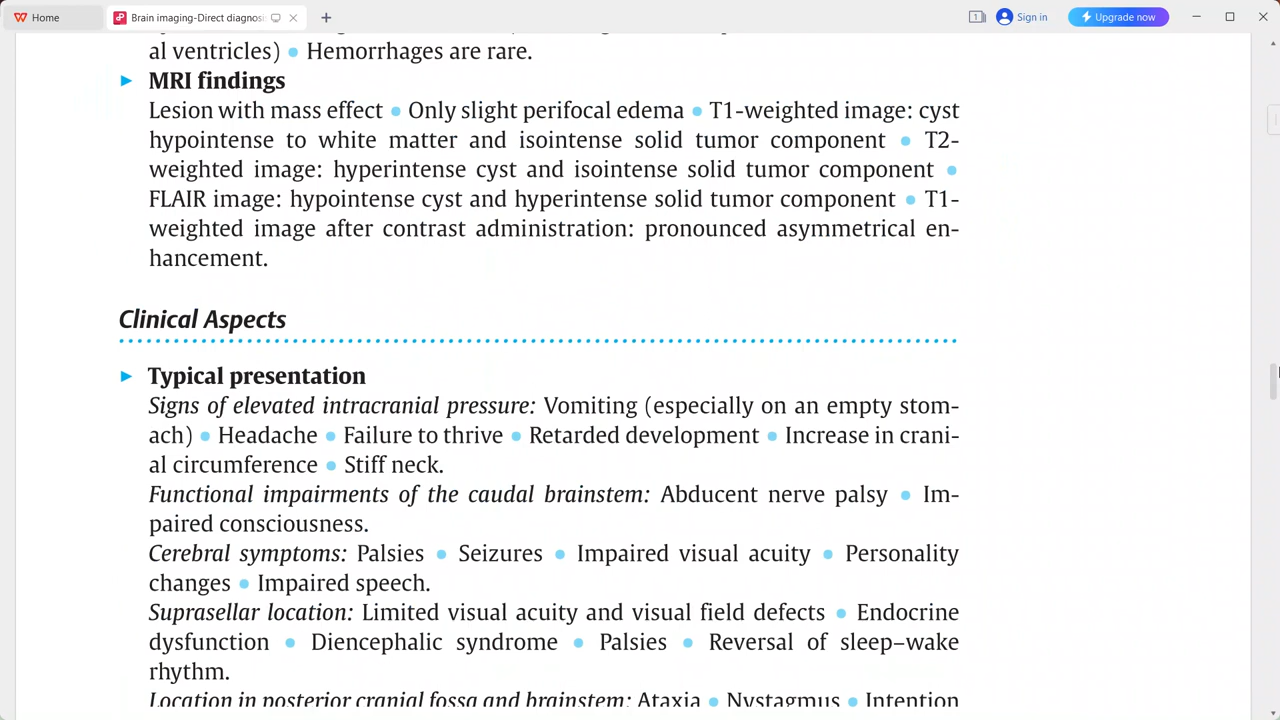 Home
Brain imaging-Direct diagnosi
Sign in
Upgrade now
al ventricles) • Hemorrhages are rare.
► MRI findings
Lesion with mass effect • Only slight perifocal edema • T1-weighted image: cyst
hypointense to white matter and isointense solid tumor component • T2-
weighted image: hyperintense cyst and isointense solid tumor component •
FLAIR image: hypointense cyst and hyperintense solid tumor component • T1-
weighted image after contrast administration: pronounced asymmetrical en-
hancement.
Clinical Aspects
► Typical presentation
Signs of elevated intracranial pressure: Vomiting (especially on an empty stom-
ach) • Headache • Failure to thrive • Retarded development • Increase in crani-
al circumference • Stiff neck.
Functional impairments of the caudal brainstem: Abducent nerve palsy • Im-
paired consciousness.
Cerebral symptoms: Palsies • Seizures • Impaired visual acuity • Personality
changes • Impaired speech.
Suprasellar location: Limited visual acuity and visual field defects • Endocrine
dysfunction • Diencephalic syndrome • Palsies • Reversal of sleep–wake
rhythm.
Location in posterior cranial fossa and brainstem: Ataxia • Nystagmus • Intention